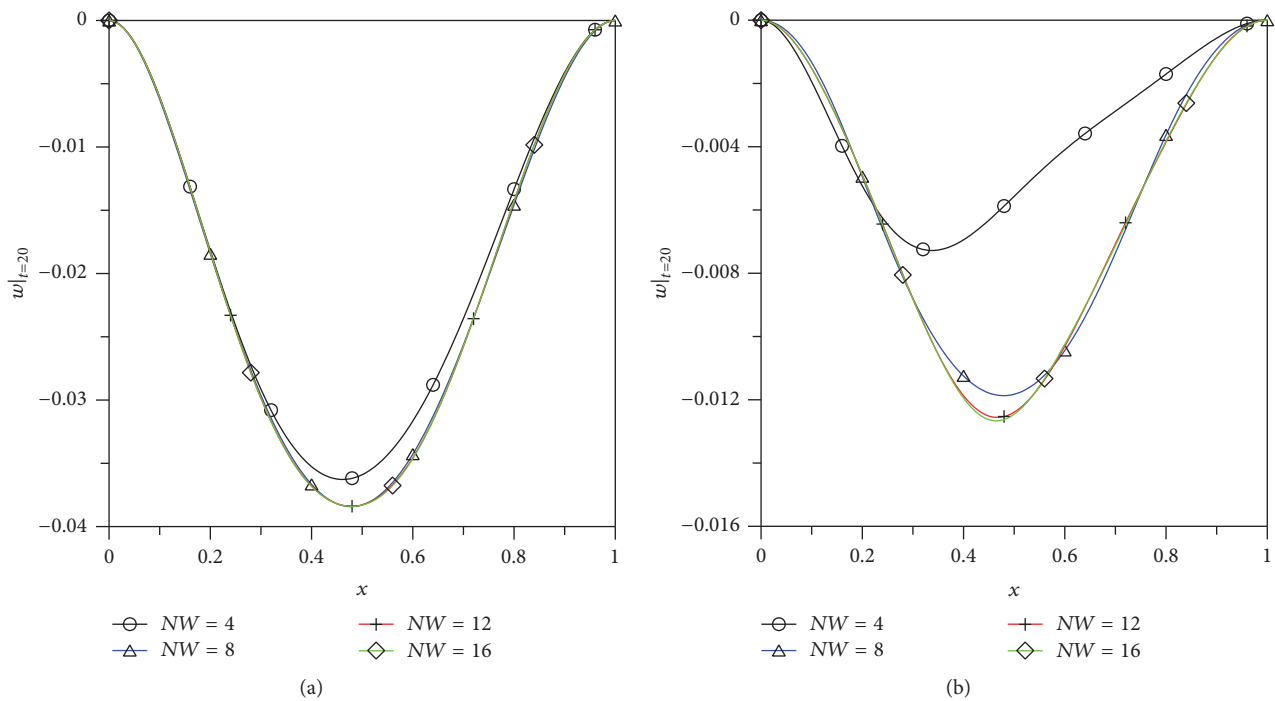 0
−0.01
−0.02
−0.03
−0.04
w|t=20
0
0.2
0.4
0.6
0.8
1
x
NW = 4
NW = 12
NW = 8
NW = 16
(a)
0
−0.004
−0.008
−0.012
−0.016
w|t=20
0
0.2
0.4
0.6
0.8
1
x
NW = 4
NW = 12
NW = 8
NW = 16
(b)